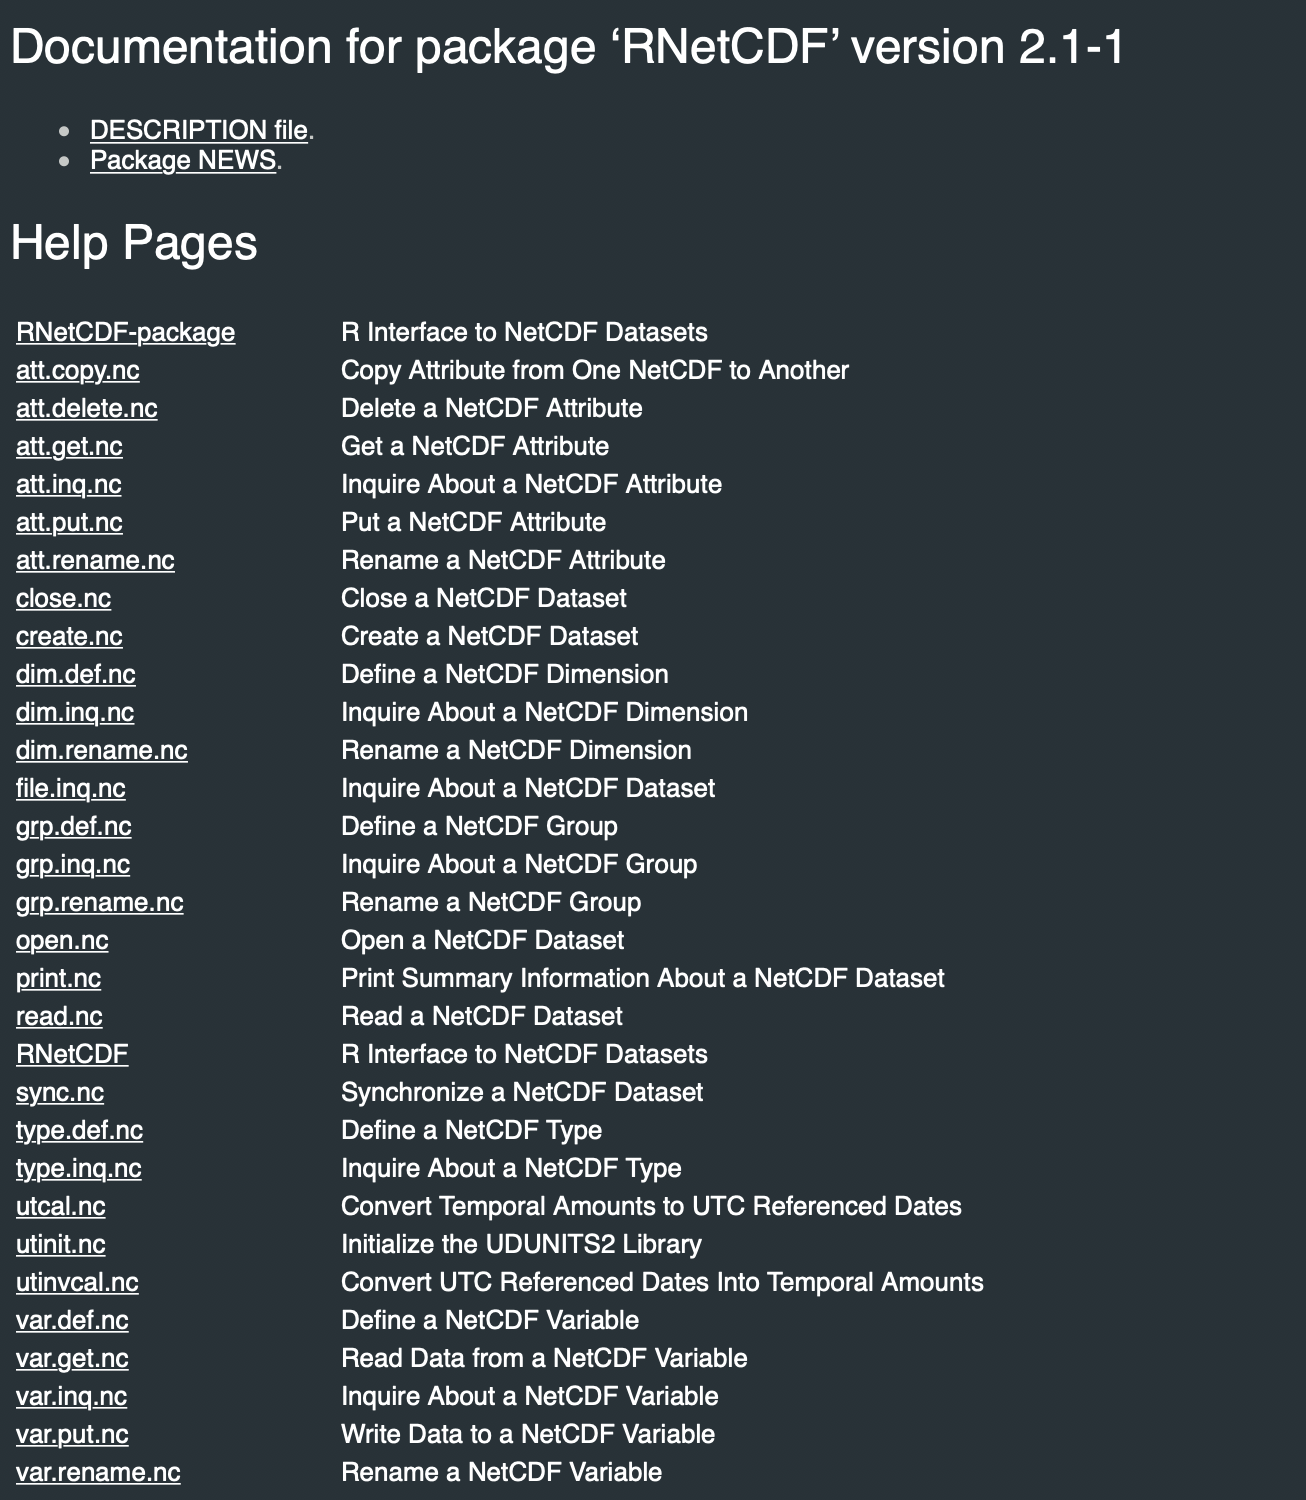 Documentation for package ‘RNetCDF’ version 2.1-1
DESCRIPTION file.
Package NEWS.
Help Pages
RNetCDF-package R Interface to NetCDF Datasets
att.copy.nc Copy Attribute from One NetCDF to Another
att.delete.nc Delete a NetCDF Attribute
att.get.nc Get a NetCDF Attribute
att.inq.nc Inquire About a NetCDF Attribute
att.put.nc Put a NetCDF Attribute
att.rename.nc Rename a NetCDF Attribute
close.nc Close a NetCDF Dataset
create.nc Create a NetCDF Dataset
dim.def.nc Define a NetCDF Dimension
dim.inq.nc Inquire About a NetCDF Dimension
dim.rename.nc Rename a NetCDF Dimension
file.inq.nc Inquire About a NetCDF Dataset
grp.def.nc Define a NetCDF Group
grp.inq.nc Inquire About a NetCDF Group
grp.rename.nc Rename a NetCDF Group
open.nc Open a NetCDF Dataset
print.nc Print Summary Information About a NetCDF Dataset
read.nc Read a NetCDF Dataset
RNetCDF R Interface to NetCDF Datasets
sync.nc Synchronize a NetCDF Dataset
type.def.nc Define a NetCDF Type
type.inq.nc Inquire About a NetCDF Type
utcal.nc Convert Temporal Amounts to UTC Referenced Dates
utinit.nc Initialize the UDUNITS2 Library
utinvcal.nc Convert UTC Referenced Dates Into Temporal Amounts
var.def.nc Define a NetCDF Variable
var.get.nc Read Data from a NetCDF Variable
var.inq.nc Inquire About a NetCDF Variable
var.put.nc Write Data to a NetCDF Variable
var.rename.nc Rename a NetCDF Variable